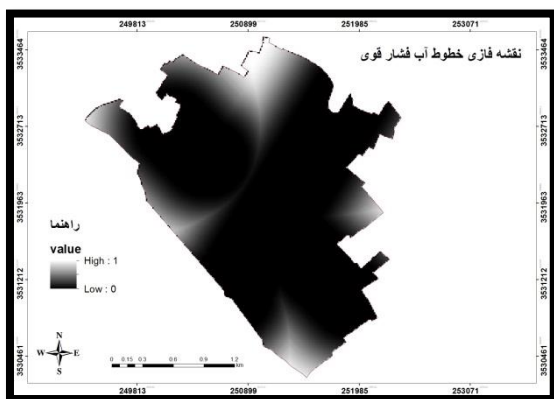 249813 250899 251985 253071
نقشه فازی خطوط آب فشار قوی
3533464 3533464
3532713 3532713
3531963 3531963
3531212 3531212
3530461 3530461
راهنما
value
High : 1
Low : 0
N
W E
S
0 0.15 0.3 0.6 0.9 1.2
249813 250899 251985 253071